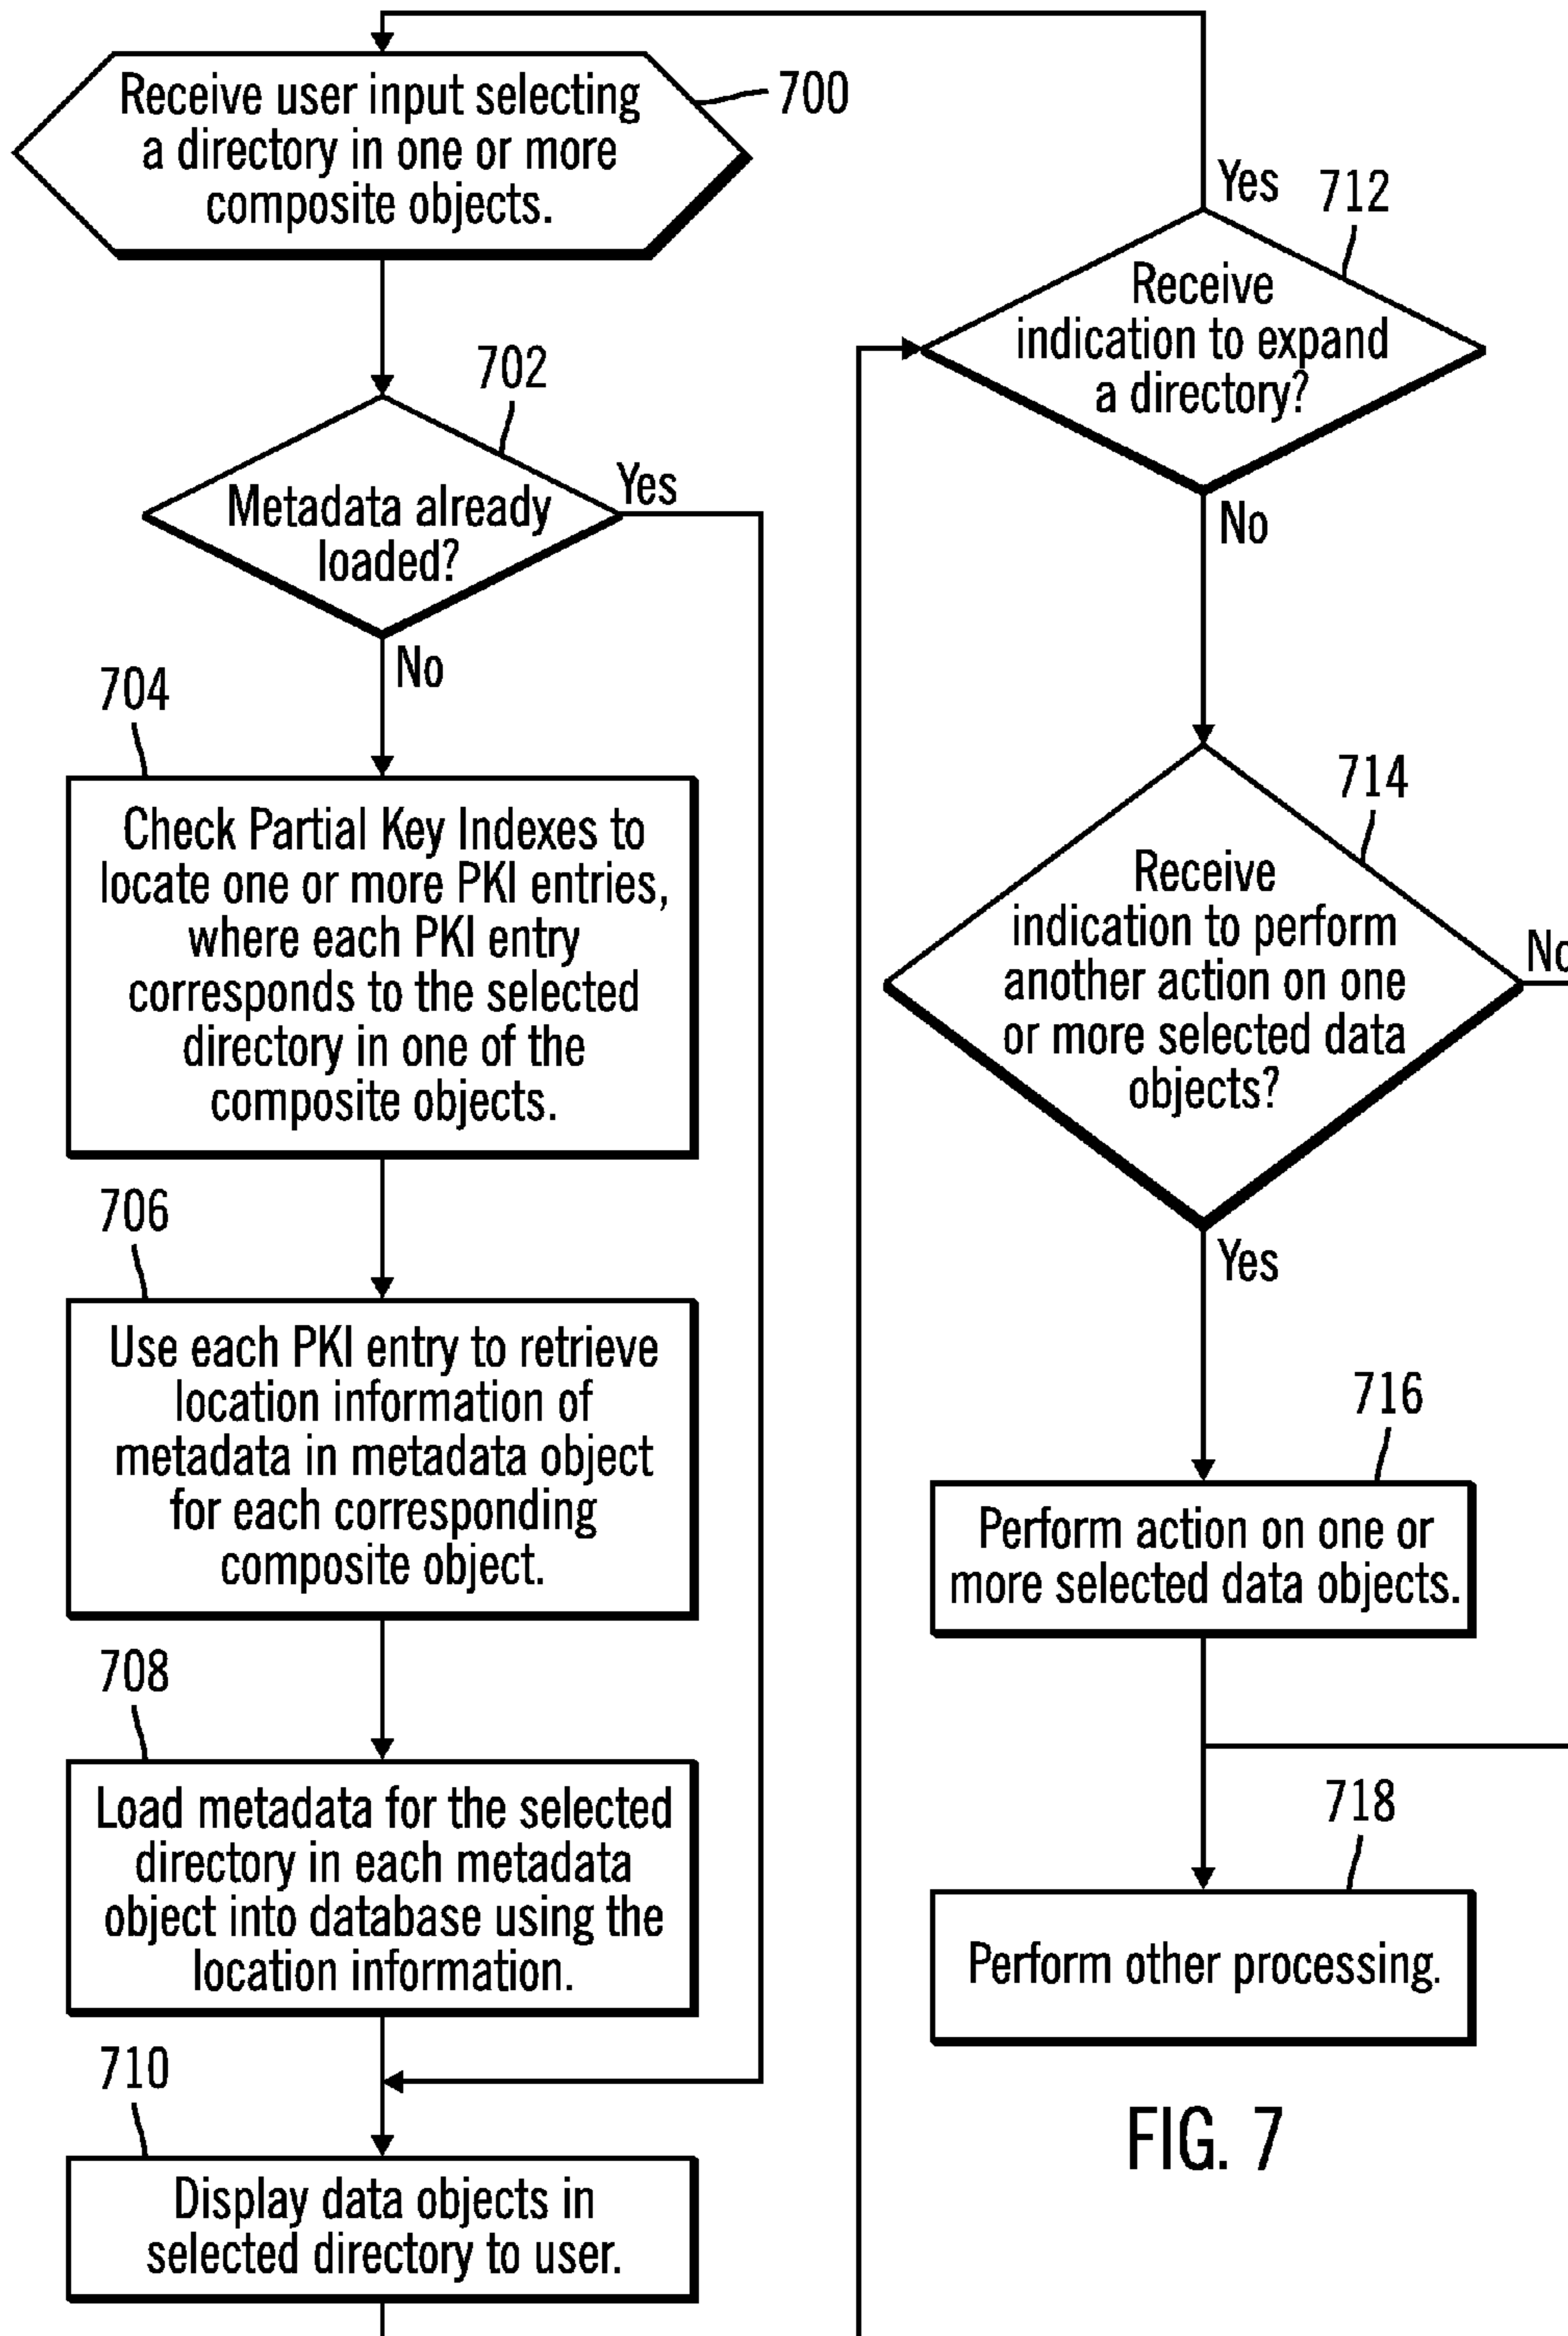 Receive user input selecting
a directory in one or more
composite objects.
700
702
Metadata already
loaded?
Yes
No
704
Check Partial Key Indexes to
locate one or more PKI entries,
where each PKI entry
corresponds to the selected
directory in one of the
composite objects.
706
Use each PKI entry to retrieve
location information of
metadata in metadata object
for each corresponding
composite object.
708
Load metadata for the selected
directory in each metadata
object into database using the
location information.
710
Display data objects in
selected directory to user.
Yes
712
Receive
indication to expand
a directory?
No
714
Receive
indication to perform
another action on one
or more selected data
objects?
No
Yes
716
Perform action on one or
more selected data objects.
718
Perform other processing.
FIG. 7